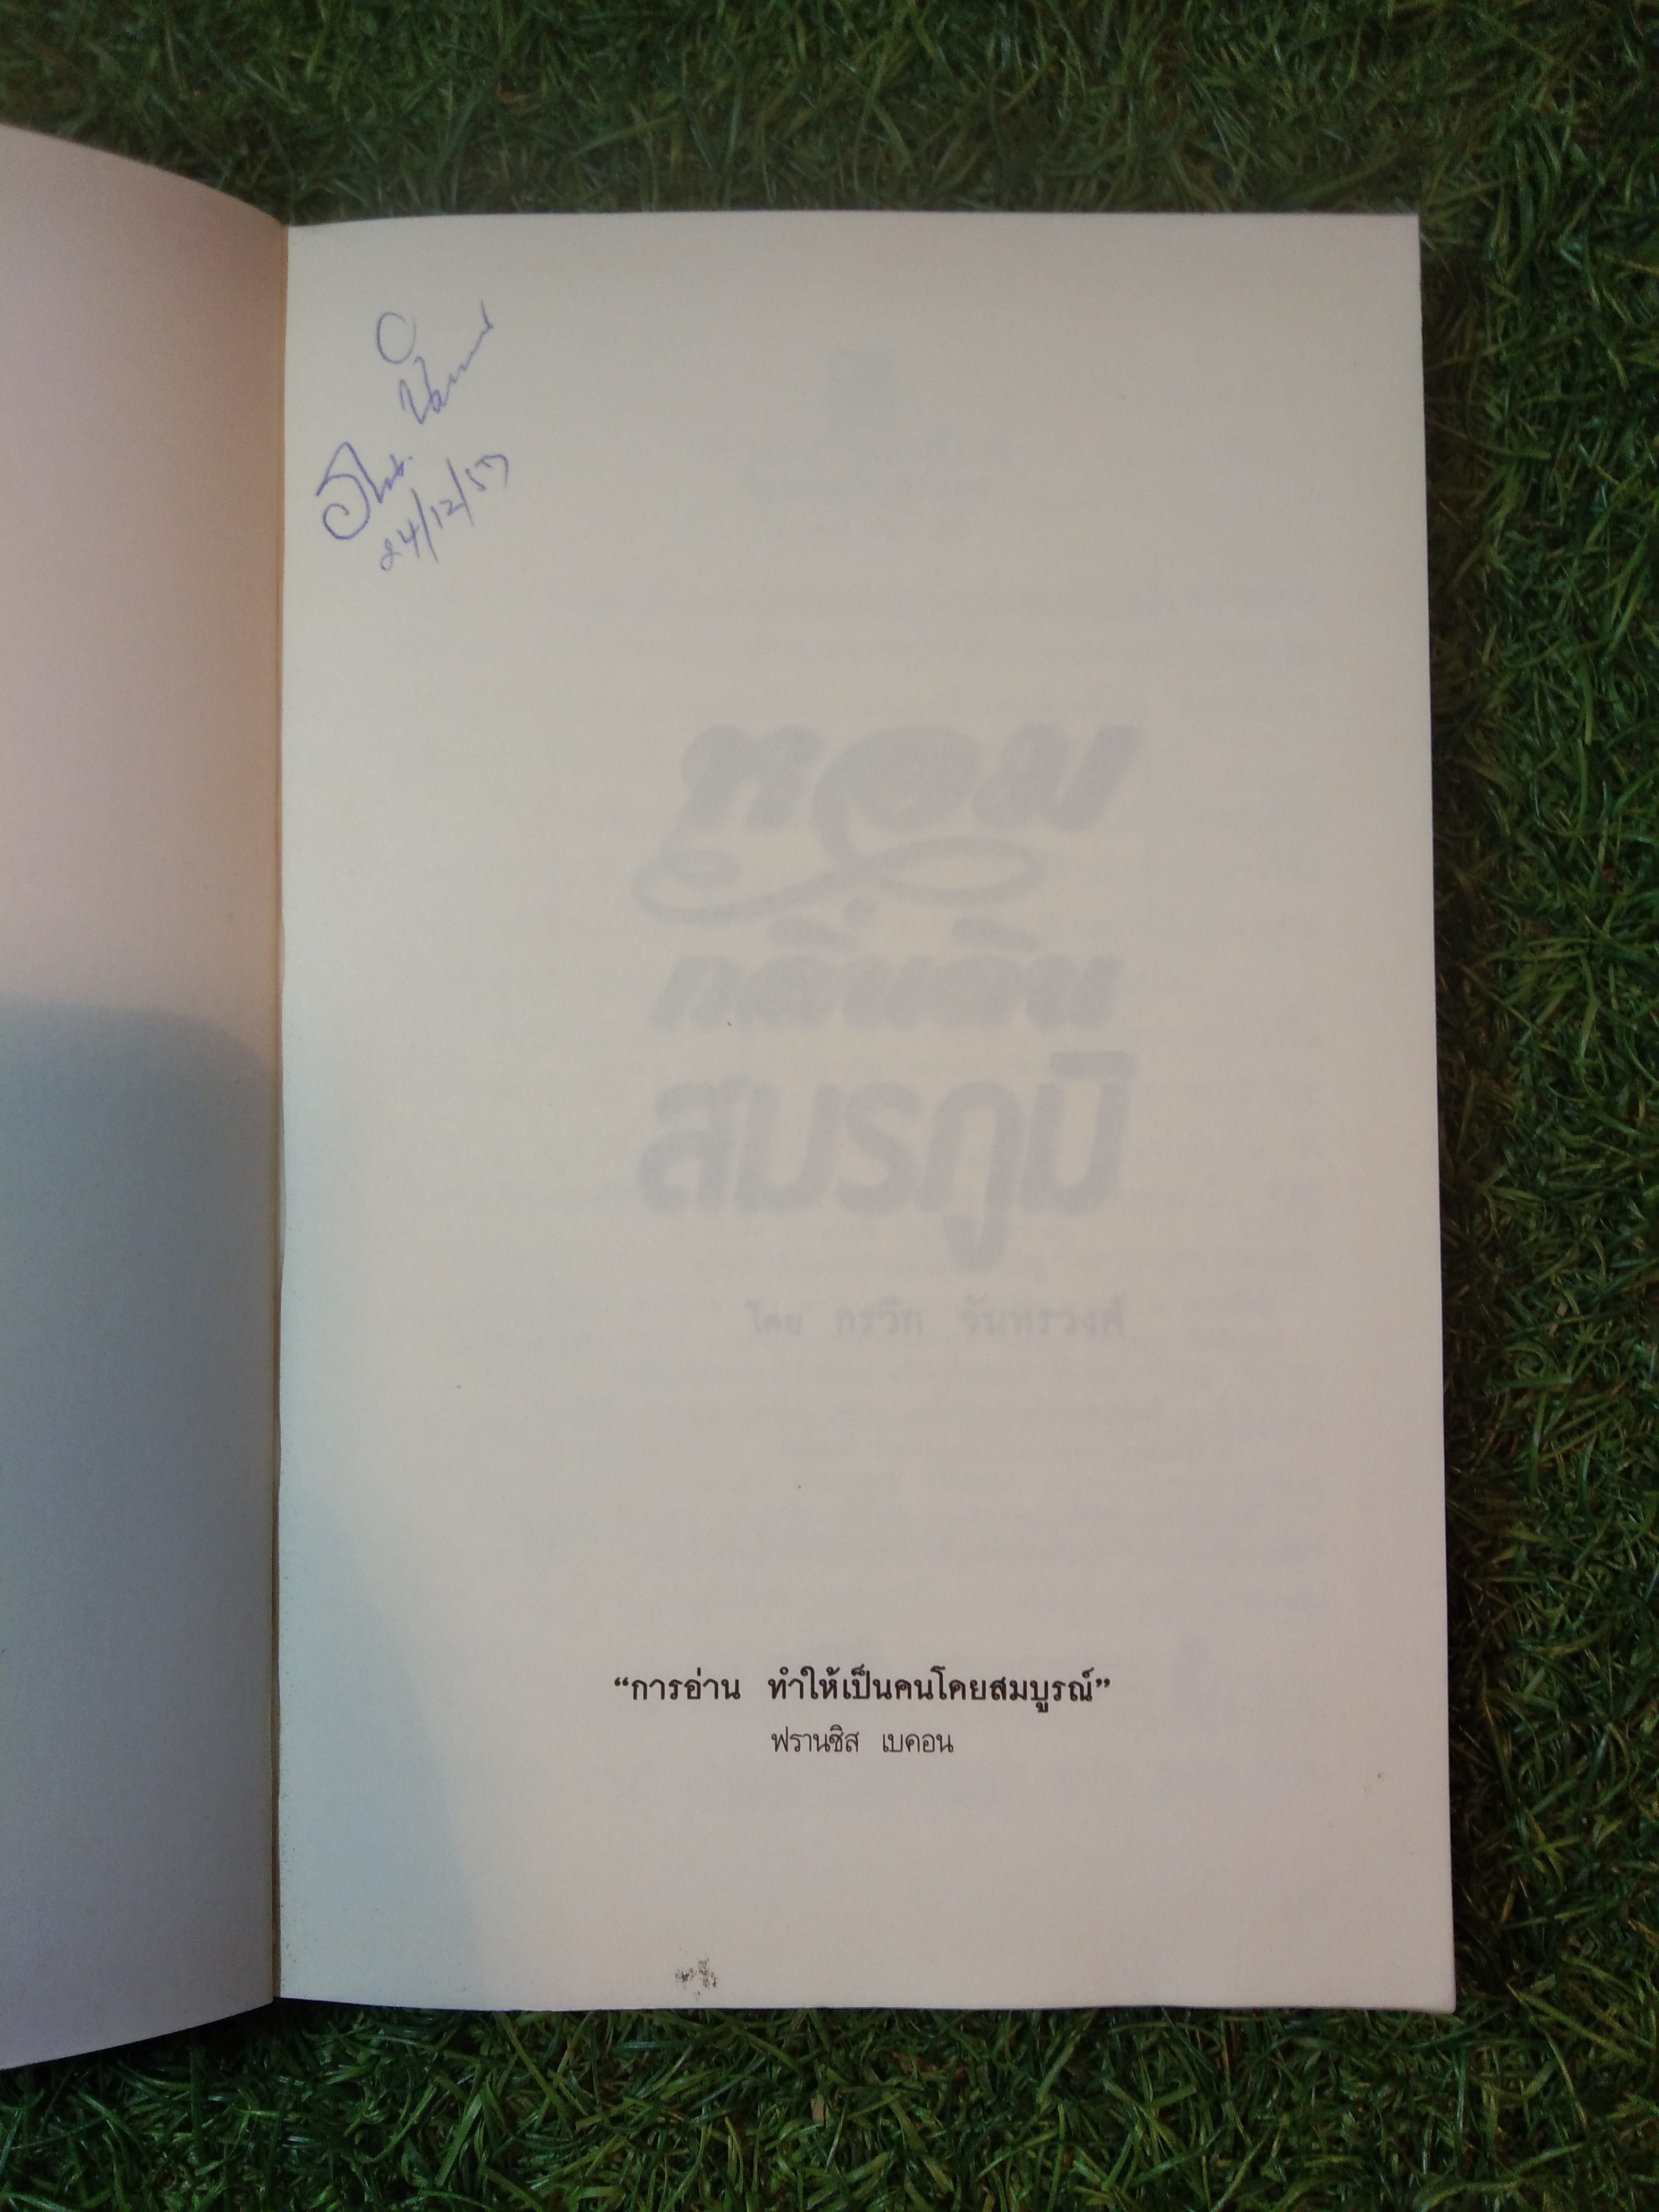 24/12/57
หอม
กลิ่นดิน
สมรภูมิ
โดย กรวิก จันทรวงศ์
“การอ่าน ทำให้เป็นคนโดยสมบูรณ์”
ฟรานซิส เบคอน